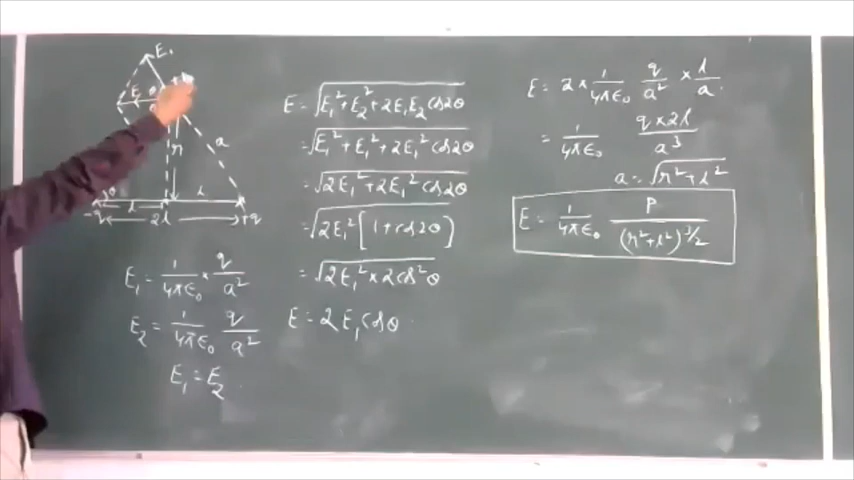 E₁
E θ
r
a
θ
l
l
-q
2l
+q
E₁ = 1/4πε₀ × q/a²
E₂ = 1/4πε₀ q/a²
E₁ = E₂
E = √(E₁² + E₂² + 2E₁E₂ cos2θ)
= √(E₁² + E₁² + 2E₁² cos2θ)
= √(2E₁² + 2E₁² cos2θ)
= √(2E₁² [1 + cos2θ])
= √(2E₁² × 2cos²θ)
E = 2E₁ cosθ
E = 2 × 1/4πε₀ q/a² × l/a
= 1/4πε₀ q×2l/a³
a = √(r² + l²)
E = 1/4πε₀ P/(r² + l²)^3/2